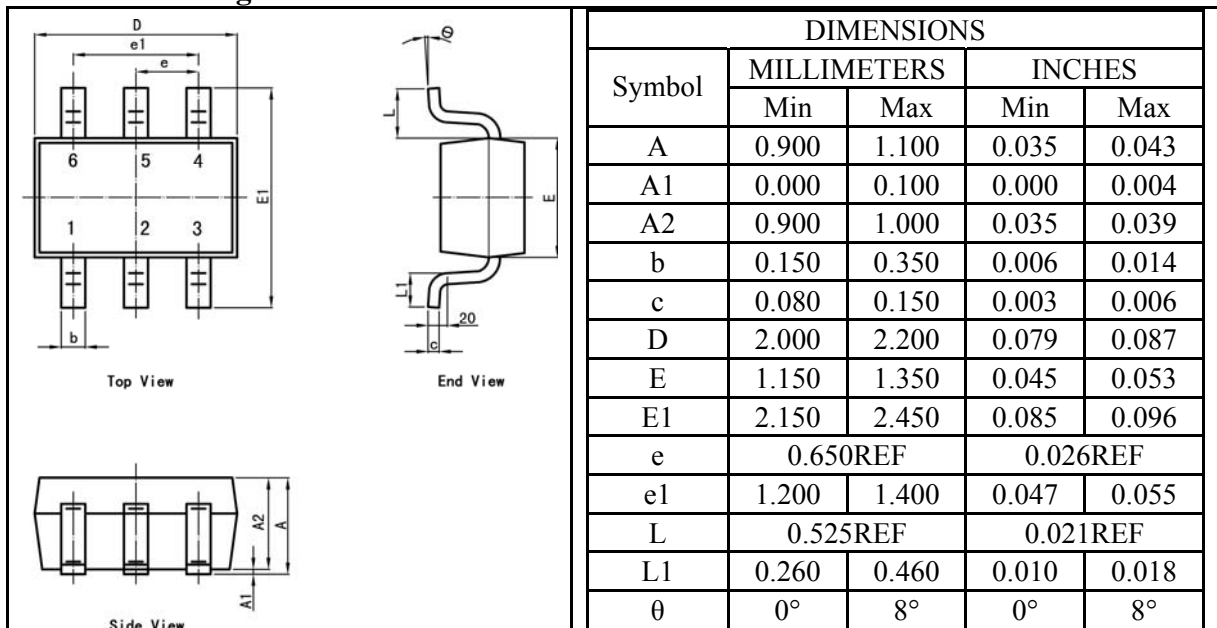 D
e1
e
6 5 4
1 2 3
E1
b
Top View
θ
L
E
L1
20
c
End View
A2
A
A1
Side View
DIMENSIONS
Symbol MILLIMETERS INCHES
Min Max Min Max
A 0.900 1.100 0.035 0.043
A1 0.000 0.100 0.000 0.004
A2 0.900 1.000 0.035 0.039
b 0.150 0.350 0.006 0.014
c 0.080 0.150 0.003 0.006
D 2.000 2.200 0.079 0.087
E 1.150 1.350 0.045 0.053
E1 2.150 2.450 0.085 0.096
e 0.650REF 0.026REF
e1 1.200 1.400 0.047 0.055
L 0.525REF 0.021REF
L1 0.260 0.460 0.010 0.018
θ 0° 8° 0° 8°